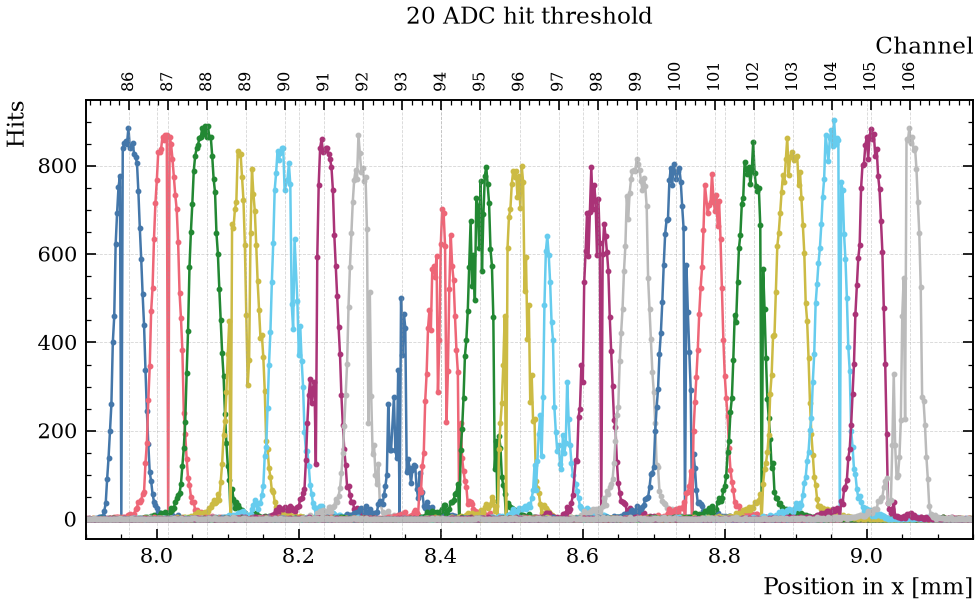 20 ADC hit threshold
Channel
86 87 88 89 90 91 92 93 94 95 96 97 98 99 100 101 102 103 104 105 106
Hits
800
600
400
200
0
8.0 8.2 8.4 8.6 8.8 9.0
Position in x [mm]